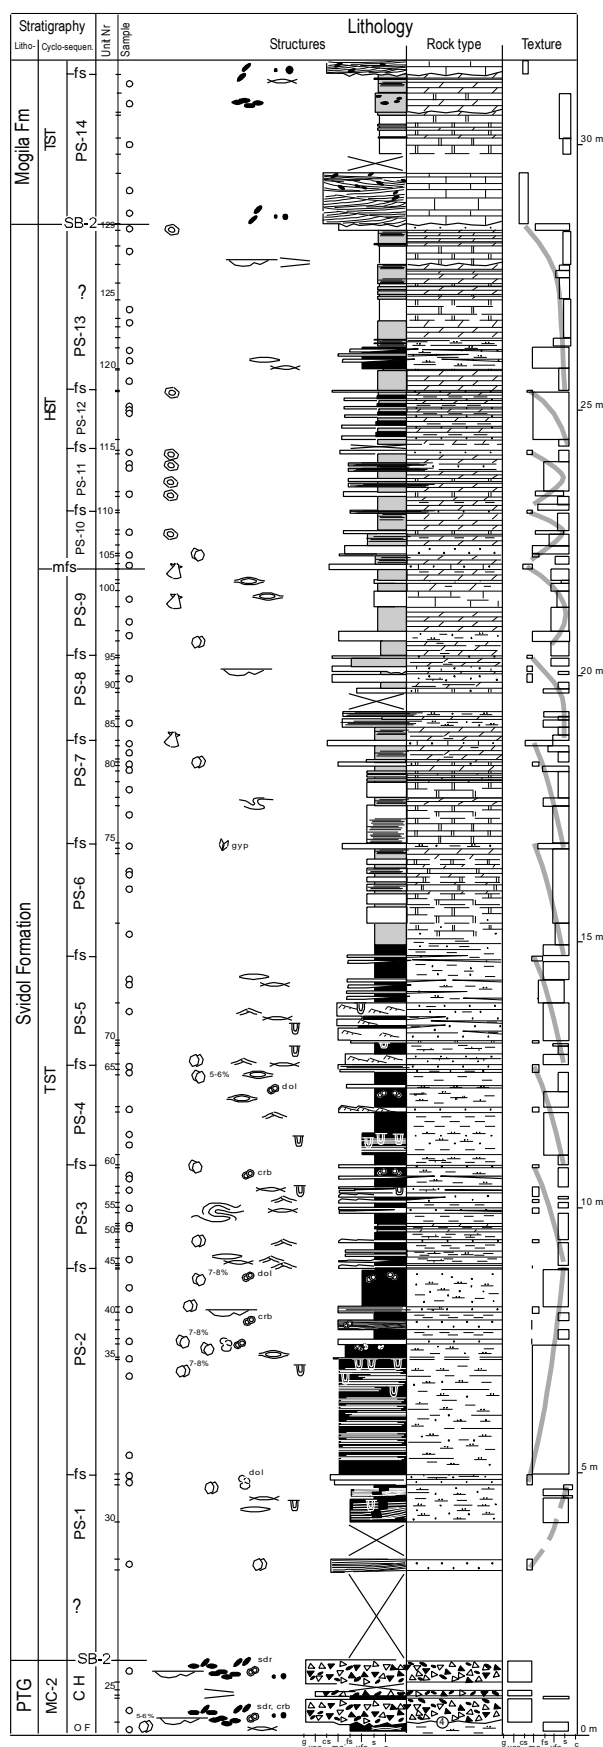 Stratigraphy
Litho-
Cyclo-sequen.
Unit Nr
Sample
Lithology
Structures
Rock type
Texture
Mogila Fm
TST
fs
PS-14
30 m
SB-2
129
?
125
PS-13
120
HST
fs
25 m
PS-12
fs
115
PS-11
fs
110
PS-10
105
mfs
100
PS-9
fs
95
20 m
PS-8
90
85
fs
80
PS-7
fs
75
gyp
PS-6
Svidol Formation
15 m
fs
PS-5
70
TST
fs
65
5-6%
dol
PS-4
fs
60
crb
PS-3
55
10 m
50
45
fs
7-8%
dol
40
crb
PS-2
7-8%
35
7-8%
fs
dol
5 m
PS-1
30
?
SB-2
sdr
PTG
MC-2
C H
25
sdr, crb
5-6%
O F
4
0 m
g
cs
fs
s
c
g
cs
fs
s
c